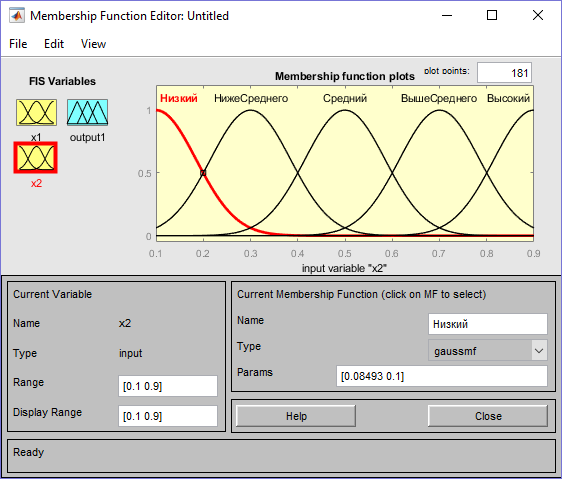 Membership Function Editor: Untitled
File Edit View
FIS Variables
x1
output1
x2
Membership function plots
plot points:
181
Низкий
НижеСреднего
Средний
ВышеСреднего
Высокий
1
0.5
0
0.1 0.2 0.3 0.4 0.5 0.6 0.7 0.8 0.9
input variable "x2"
Current Variable
Name x2
Type input
Range [0.1 0.9]
Display Range [0.1 0.9]
Current Membership Function (click on MF to select)
Name Низкий
Type gaussmf
Params [0.08493 0.1]
Help Close
Ready